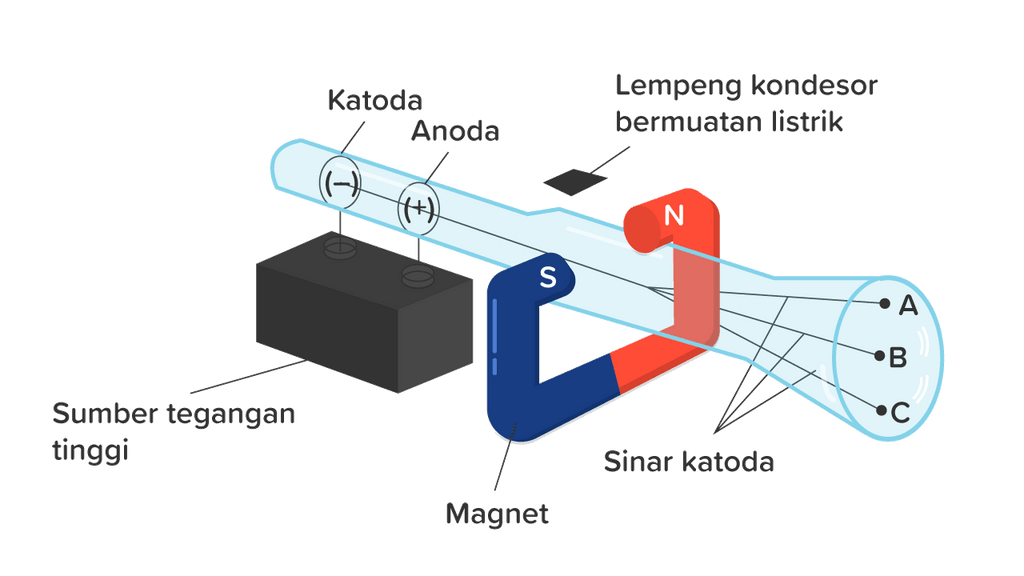 Lempeng kondesor
bermuatan listrik
Katoda
Anoda
(−)
(+)
N
S
A
B
C
Sumber tegangan
tinggi
Sinar katoda
Magnet